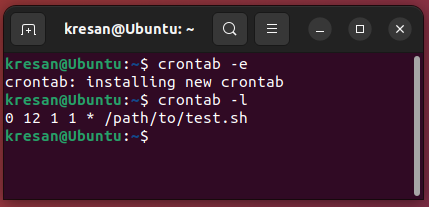 kresan@Ubuntu: ~
kresan@Ubuntu:~$ crontab -e
crontab: installing new crontab
kresan@Ubuntu:~$ crontab -l
0 12 1 1 * /path/to/test.sh
kresan@Ubuntu:~$